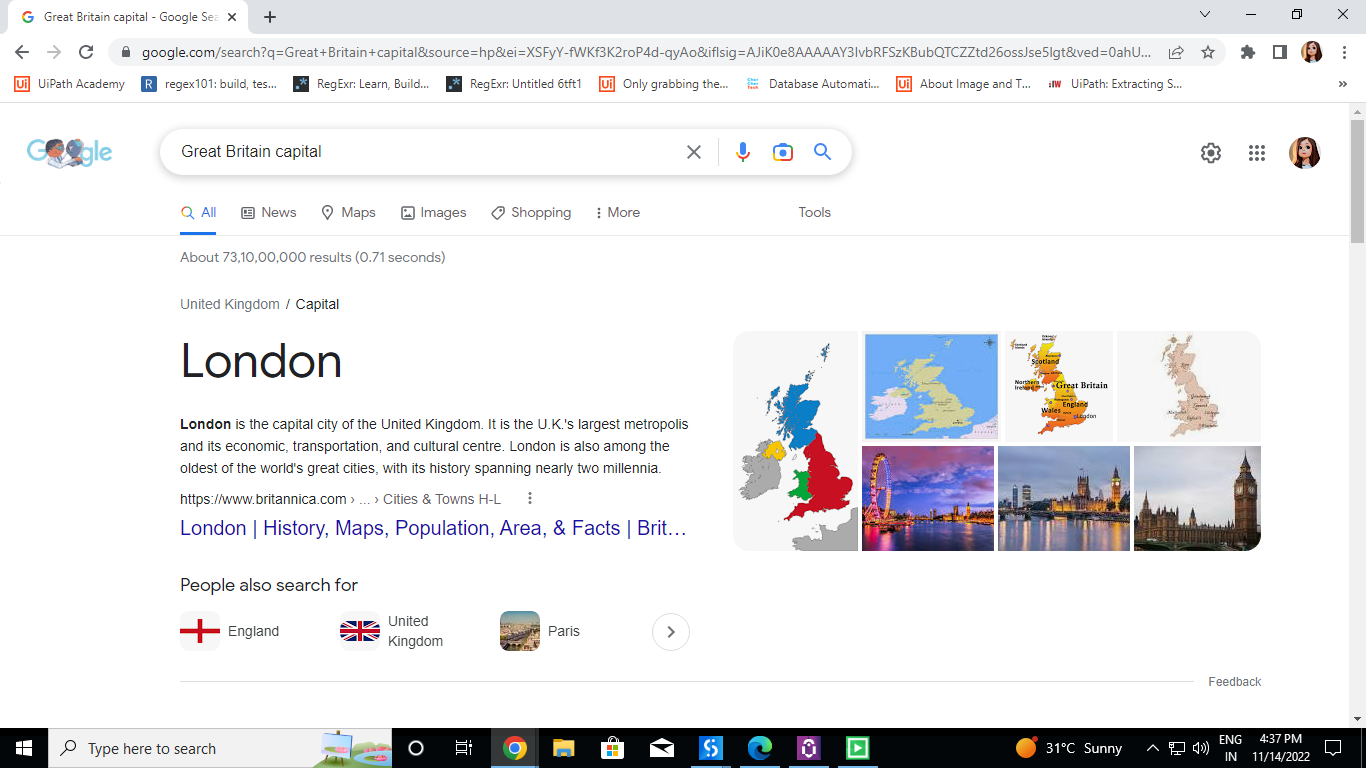 Great Britain capital - Google Sea
google.com/search?q=Great+Britain+capital&source=hp&ei=XSFyY-fWKf3K2roP4d-qyAo&iflsig=AJiK0e8AAAAAY3IvbRFSzKBubQTCZZtd26ossJse5Igt&ved=0ahU...
UiPath Academy
regex101: build, tes...
RegExr: Learn, Build...
RegExr: Untitled 6tft1
Only grabbing the...
Database Automati...
About Image and T...
UiPath: Extracting S...
Google
Great Britain capital
All
News
Maps
Images
Shopping
More
Tools
About 73,10,00,000 results (0.71 seconds)
United Kingdom / Capital
London
London is the capital city of the United Kingdom. It is the U.K.'s largest metropolis
and its economic, transportation, and cultural centre. London is also among the
oldest of the world's great cities, with its history spanning nearly two millennia.
https://www.britannica.com › ... › Cities & Towns H-L
London | History, Maps, Population, Area, & Facts | Brit...
Scotland
Great Britain
Northern
Ireland
England
Wales
London
People also search for
England
United
Kingdom
Paris
Feedback
Type here to search
31°C Sunny
ENG
IN
4:37 PM
11/14/2022